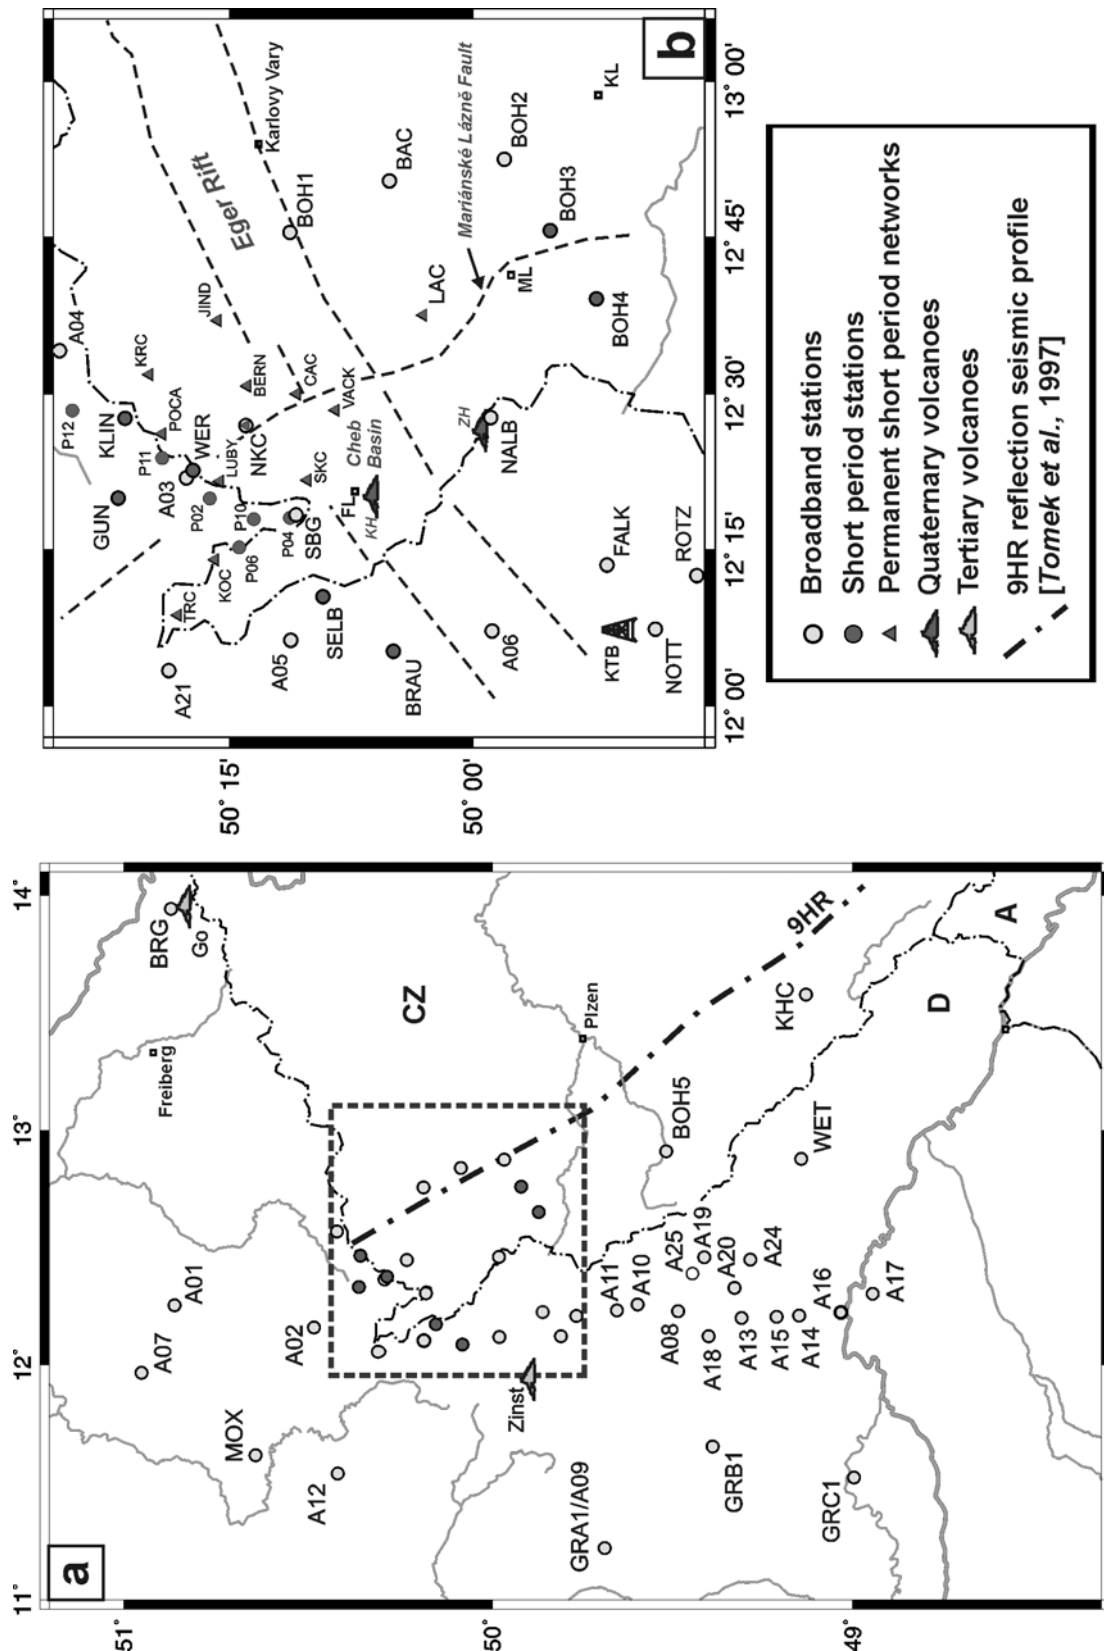 a
11°
12°
13°
14°
51°
50°
49°
A07
A01
MOX
A02
A12
Freiberg
BRG
Go
CZ
Zinst
GRA1/A09
Plzen
9HR
A11
A10
BOH5
A08
A25
A19
A18
A20
GRB1
A13
A24
A15
A14
WET
KHC
A16
A17
GRC1
D
A
b
50° 15'
50° 00'
12° 00'
12° 15'
12° 30'
12° 45'
13° 00'
A04
P12
KLIN
KRC
POCA
GUN
P11
WER
A03
JIND
Eger Rift
P02
LUBY
A21
TRC
KOC
P10
NKC
BERN
P06
Karlovy Vary
P04
SBG
SKC
CAC
BOH1
A05
SELB
VACK
FL
Cheb
Basin
KH
BAC
LAC
BRAU
Mariánské Lázně Fault
ZH
NALB
A06
ML
BOH2
BOH3
KTB
FALK
BOH4
KL
NOTT
ROTZ
Broadband stations
Short period stations
Permanent short period networks
Quaternary volcanoes
Tertiary volcanoes
9HR reflection seismic profile
[Tomek et al., 1997]